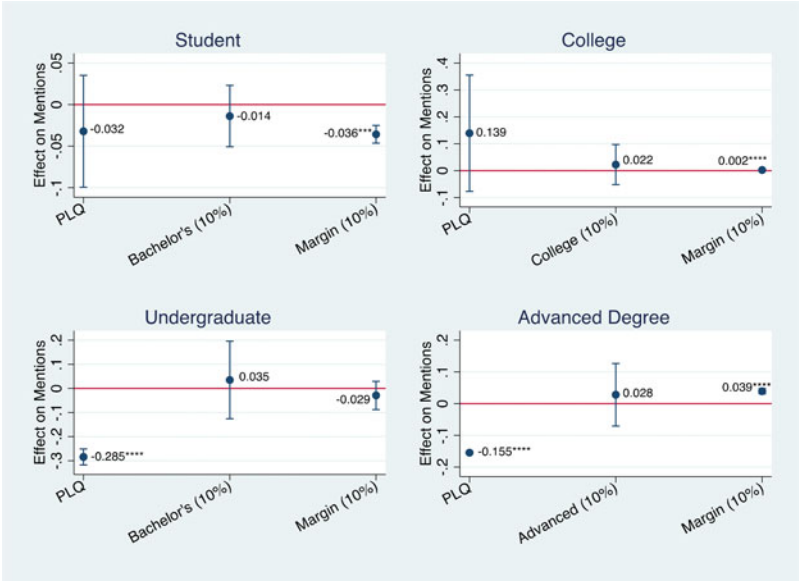 Student
Effect on Mentions
.05
0
-.05
-.1
-0.032
-0.014
-0.036***
PLQ
Bachelor's (10%)
Margin (10%)
College
Effect on Mentions
.4
.3
.2
.1
0
-.1
0.139
0.022
0.002****
PLQ
College (10%)
Margin (10%)
Undergraduate
Effect on Mentions
.2
.1
0
-.1
-.2
-.3
-0.285****
0.035
-0.029
PLQ
Bachelor's (10%)
Margin (10%)
Advanced Degree
Effect on Mentions
.2
.1
0
-.1
-.2
-0.155****
0.028
0.039****
PLQ
Advanced (10%)
Margin (10%)